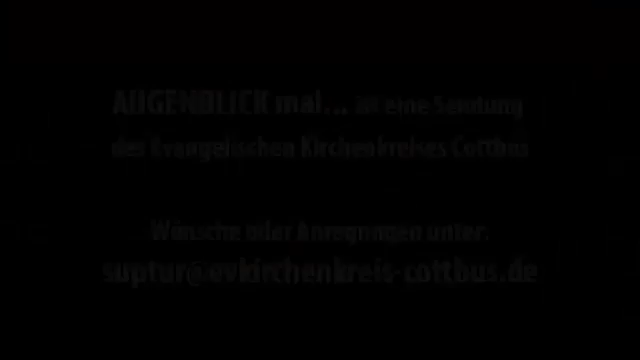 AUGENBLICK mal... ist eine Sendung
des Evangelischen Kirchenkreises Cottbus
Wünsche oder Anregungen unter:
suptur@evkirchenkreis-cottbus.de